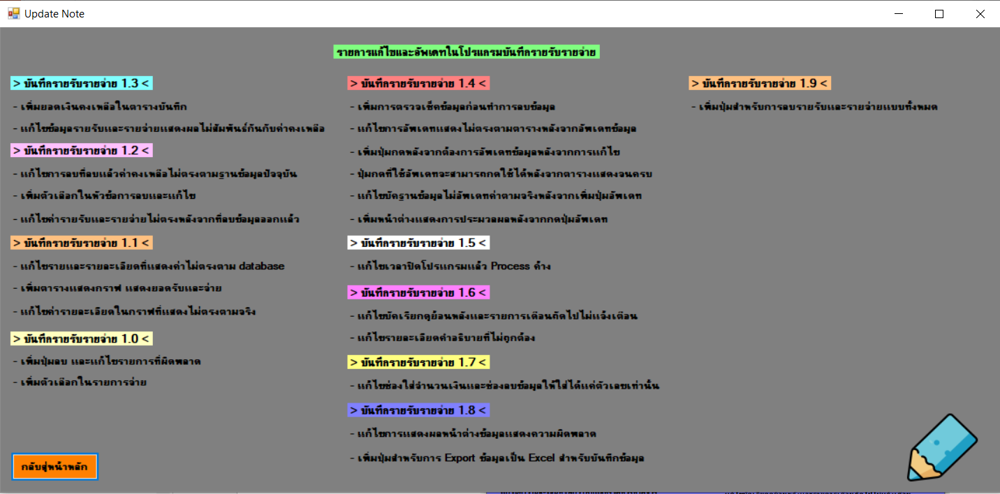 Update Note
รายการแก้ไขและอัพเดทในโปรแกรมบันทึกรายรับรายจ่าย
> บันทึกรายรับรายจ่าย 1.3 <
- เพิ่มยอดเงินคงเหลือในตารางบันทึก
- แก้ไขข้อมูลรายรับและรายจ่ายแสดงผลไม่สัมพันธ์กันกับค่าคงเหลือ
> บันทึกรายรับรายจ่าย 1.2 <
- แก้ไขการลบที่ลบแล้วค่าคงเหลือไม่ตรงตามฐานข้อมูลปัจจุบัน
- เพิ่มตัวเลือกในหัวข้อการลบและแก้ไข
- แก้ไขค่ารายรับและรายจ่ายไม่ตรงหลังจากที่ลบข้อมูลออกแล้ว
> บันทึกรายรับรายจ่าย 1.1 <
- แก้ไขรายและรายละเอียดที่แสดงค่าไม่ตรงตาม database
- เพิ่มตารางแสดงกราฟ แสดงยอดรับและจ่าย
- แก้ไขค่ารายละเอียดในกราฟที่แสดงไม่ตรงตามจริง
> บันทึกรายรับรายจ่าย 1.0 <
- เพิ่มปุ่มลบ และแก้ไขรายการที่ผิดพลาด
- เพิ่มตัวเลือกในรายการจ่าย
กลับสู่หน้าหลัก
> บันทึกรายรับรายจ่าย 1.4 <
- เพิ่มการตรวจเช็คข้อมูลก่อนทำการลบข้อมูล
- แก้ไขการอัพเดทแสดงไม่ตรงตามตารางหลังจากอัพเดทข้อมูล
- เพิ่มปุ่มกดหลังจากต้องการอัพเดทข้อมูลหลังจากการแก้ไข
- ปุ่มกดที่ใช้อัพเดทจะสามารถกดใช้ได้หลังจากตารางแสดงจนครบ
- แก้ไขบัคฐานข้อมูลไม่อัพเดทค่าตามจริงหลังจากเพิ่มปุ่มอัพเดท
- เพิ่มหน้าต่างแสดงการประมวลผลหลังจากกดปุ่มอัพเดท
> บันทึกรายรับรายจ่าย 1.5 <
- แก้ไขเวลาปิดโปรแกรมแล้ว Process ค้าง
> บันทึกรายรับรายจ่าย 1.6 <
- แก้ไขบัคเรียกดูย้อนหลังและรายการเดือนถัดไปไม่แจ้งเตือน
- แก้ไขรายละเอียดคำอธิบายที่ไม่ถูกต้อง
> บันทึกรายรับรายจ่าย 1.7 <
- แก้ไขช่องใส่จำนวนเงินและช่องลบข้อมูลให้ใส่ได้แค่ตัวเลขเท่านั้น
> บันทึกรายรับรายจ่าย 1.8 <
- แก้ไขการแสดงผลหน้าต่างข้อมูลแสดงความผิดพลาด
- เพิ่มปุ่มสำหรับการ Export ข้อมูลเป็น Excel สำหรับบันทึกข้อมูล
> บันทึกรายรับรายจ่าย 1.9 <
- เพิ่มปุ่มสำหรับการลบรายรับและรายจ่ายแบบทั้งหมด